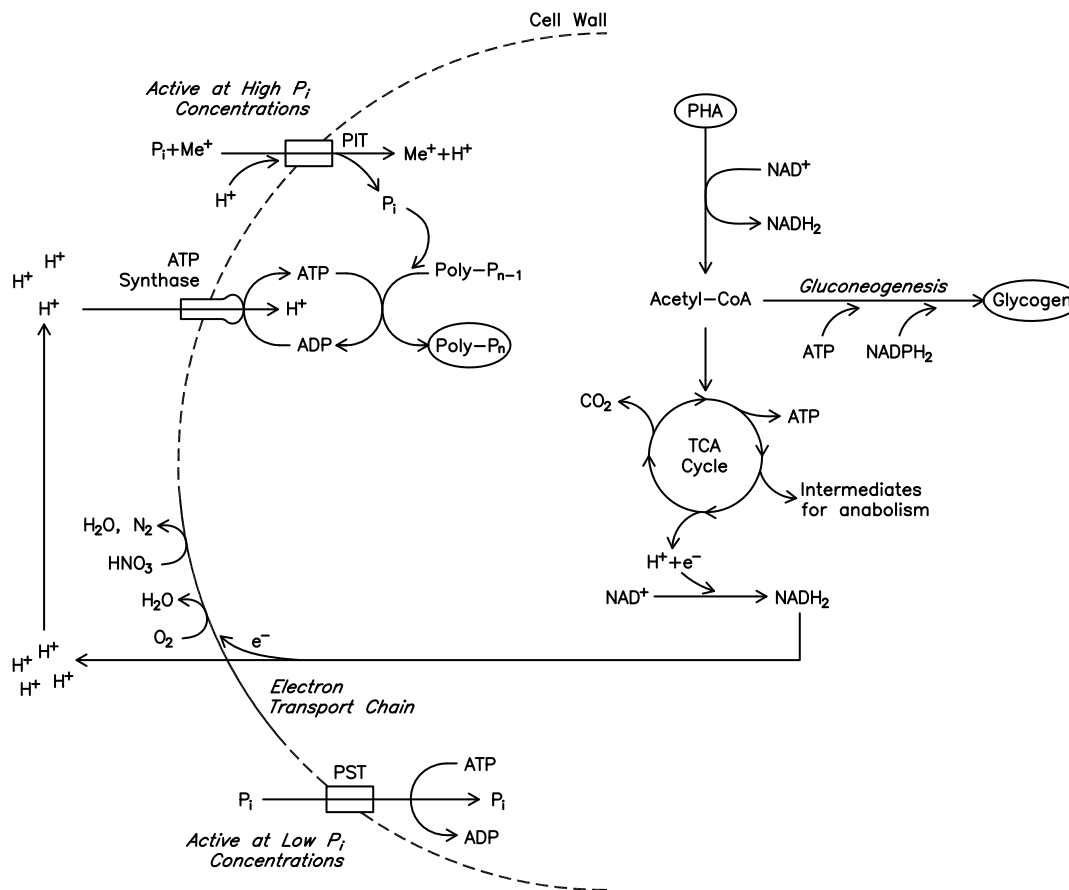 Cell Wall
Active at High Pᵢ
Concentrations
Pᵢ+Me⁺
PIT
Me⁺+H⁺
H⁺
Pᵢ
PHA
NAD⁺
NADH₂
H⁺
H⁺
H⁺
ATP
Synthase
ATP
H⁺
ADP
Poly–Pₙ₋₁
Poly–Pₙ
Acetyl–CoA
Gluconeogenesis
Glycogen
ATP
NADPH₂
CO₂
ATP
TCA
Cycle
Intermediates
for anabolism
H⁺+e⁻
NAD⁺
NADH₂
H₂O, N₂
HNO₃
H₂O
O₂
e⁻
H⁺
H⁺
H⁺
H⁺
Electron
Transport Chain
PST
Pᵢ
ATP
Pᵢ
ADP
Active at Low Pᵢ
Concentrations